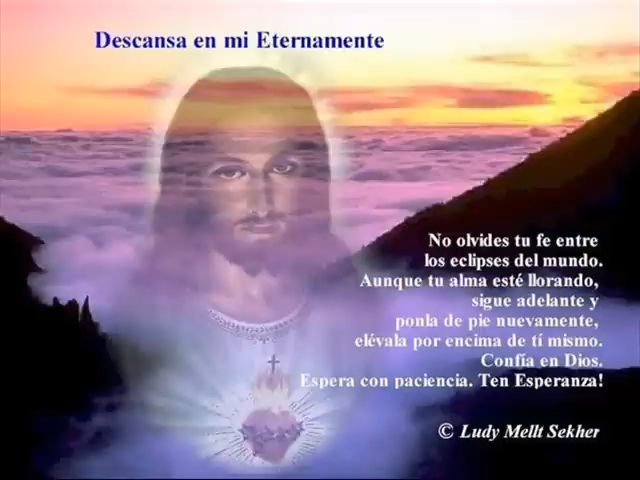 Descansa en mi Eternamente
No olvides tu fe entre
los eclipses del mundo.
Aunque tu alma esté llorando,
sigue adelante y
ponla de pie nuevamente,
elévala por encima de tí mismo.
Confía en Dios.
Espera con paciencia. Ten Esperanza!
© Ludy Mellt Sekher